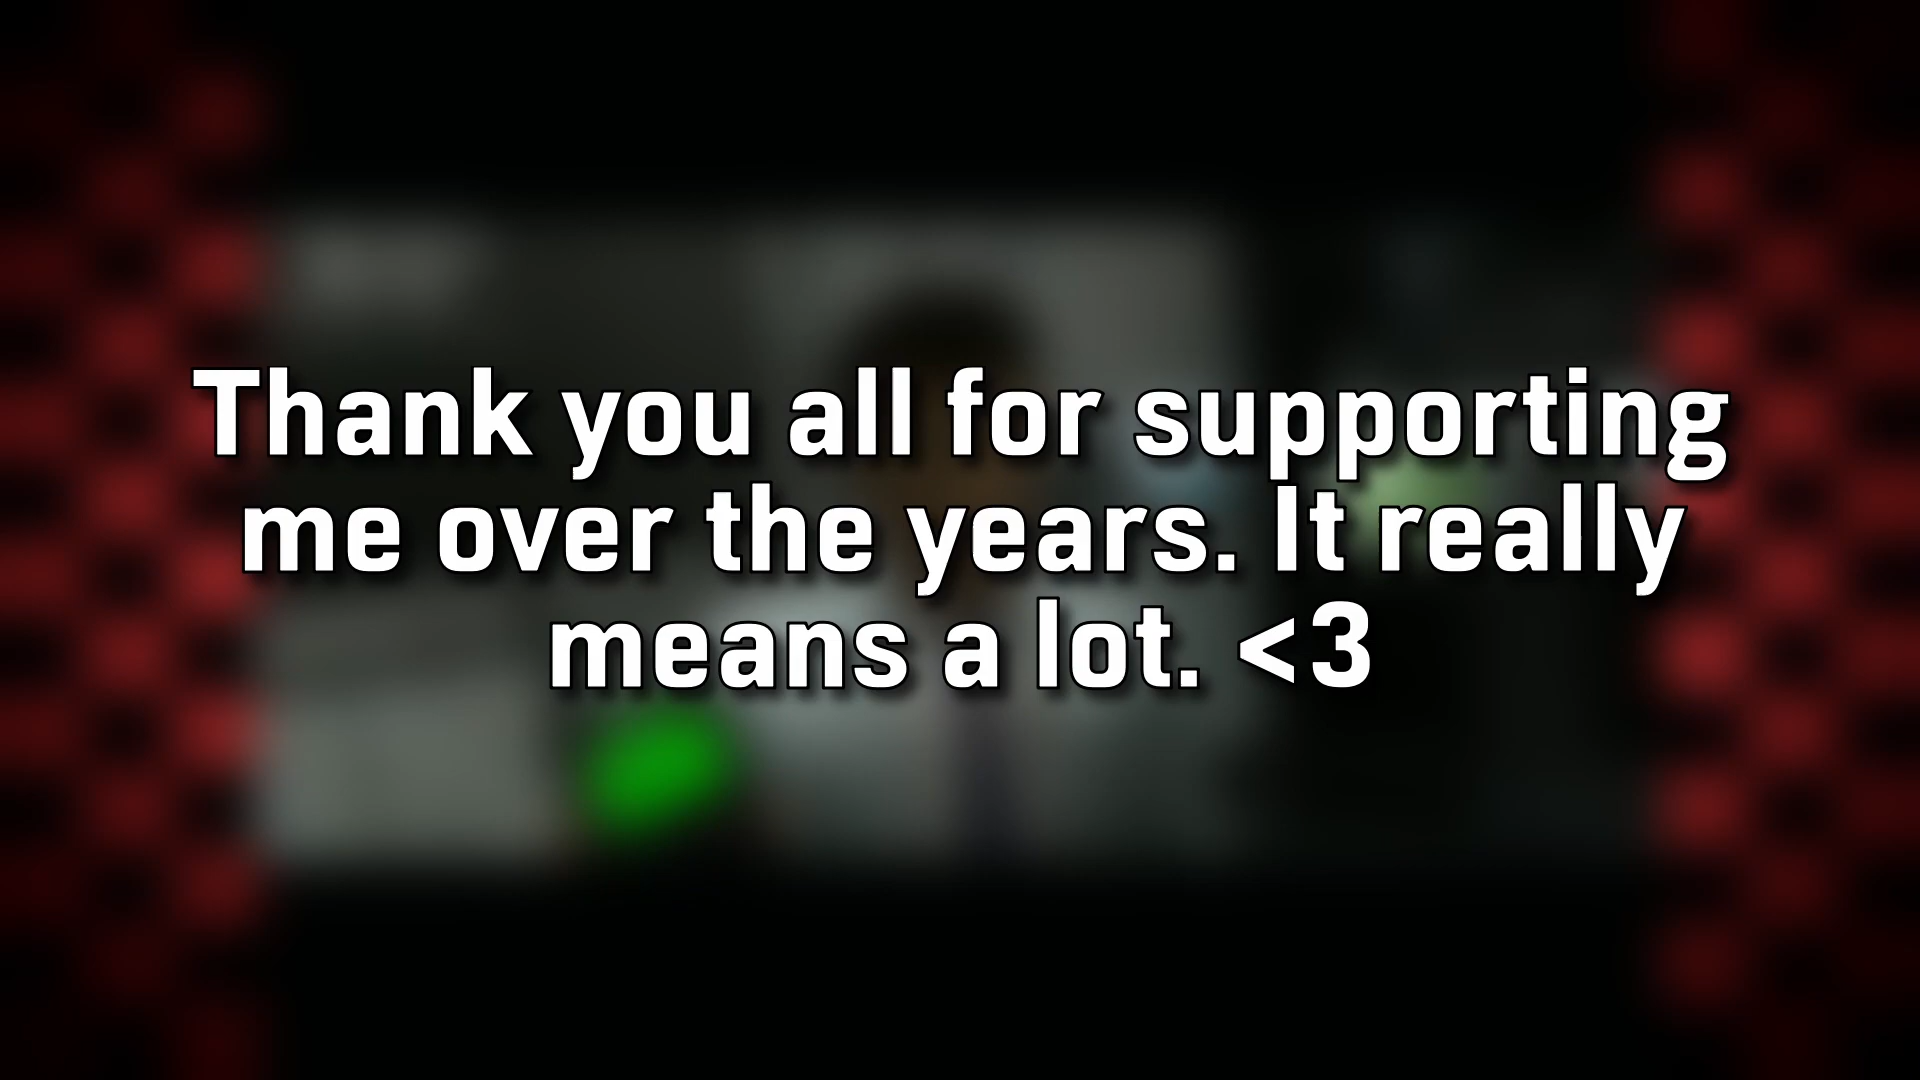 Thank you all for supporting
me over the years. It really
means a lot. <3